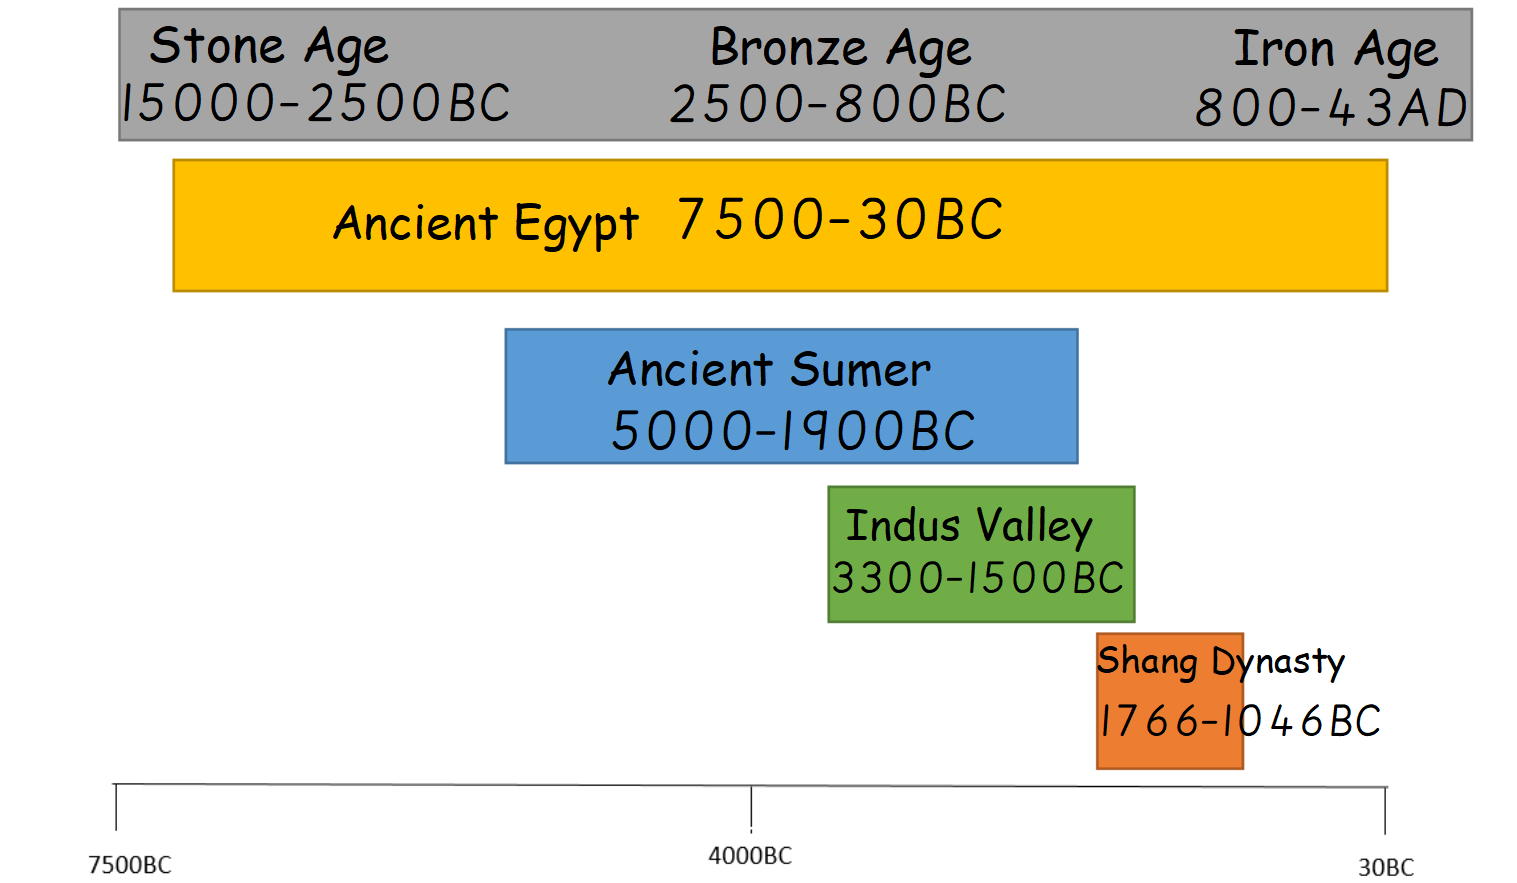 Stone Age
15000-2500BC
Bronze Age
2500-800BC
Iron Age
800-43AD
Ancient Egypt 7500-30BC
Ancient Sumer
5000-1900BC
Indus Valley
3300-1500BC
Shang Dynasty
1766-1046BC
7500BC
4000BC
30BC